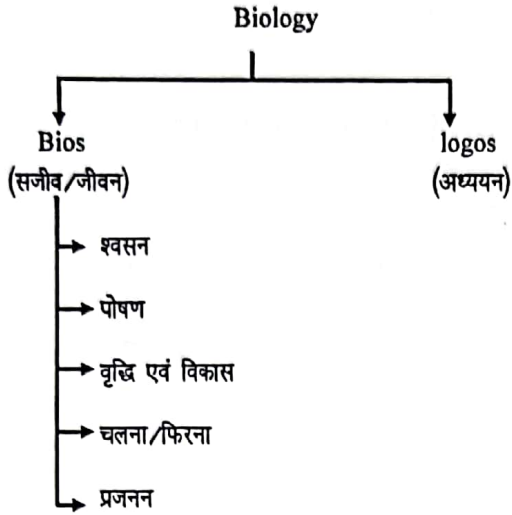 Biology
Bios
logos
(सजीव/जीवन)
(अध्ययन)
श्वसन
पोषण
वृद्धि एवं विकास
चलना/फिरना
प्रजनन